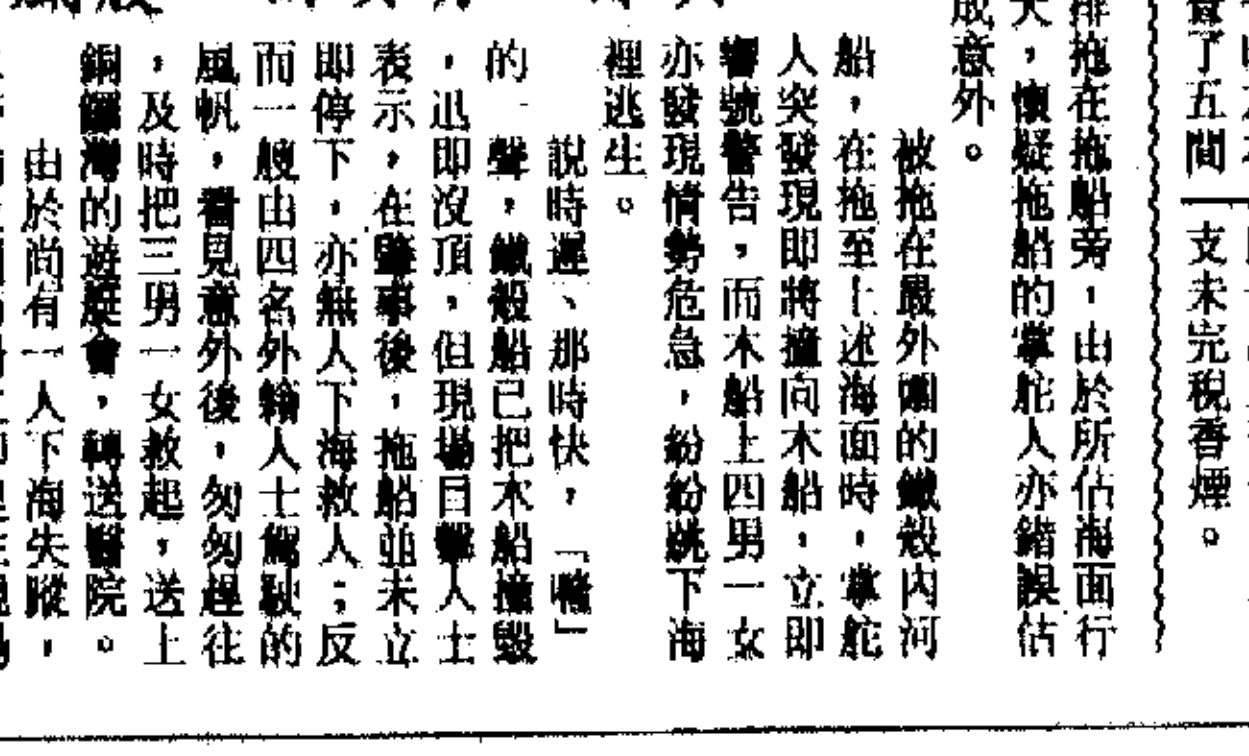 支未完稅香煙。
了五間
排拖在拖船旁，由於所佔海面行
大，懷疑拖船的掌舵人亦錯誤估
成意外。
被拖在最外圍的鐵殼內河
船，在拖至上述海面時，掌舵
人突發現即將撞向木船，立即
響號警告，而木船上四男一女
亦發現情勢危急，紛紛跳下海
裡逃生。
說時遲、那時快，「嘭」
的一聲，鐵殼船已把木船撞毀
，迅即沒頂，但現場目擊人士
表示，在肇事後，拖船並未立
即停下，亦無人下海救人；反
而一艘由四名外籍人士駕駛的
風帆，看見意外後，匆匆趕往
，及時把三男一女救起，送上
銅鑼灣的遊艇會，轉送醫院。
由於尚有一人下海失蹤，